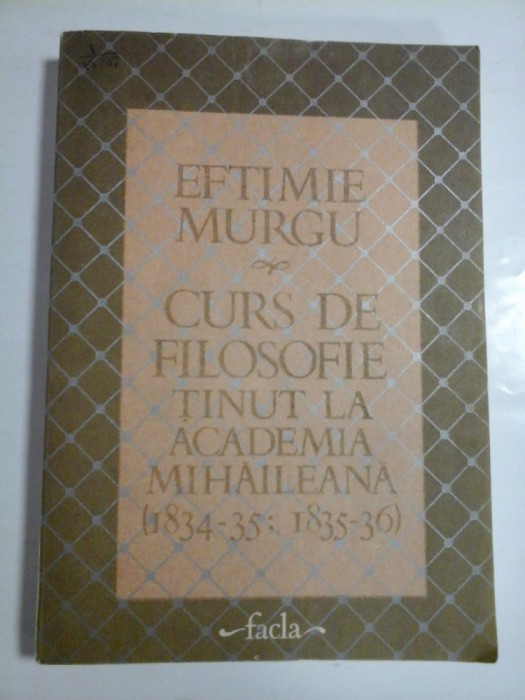 EFTIMIE
MURGU
CURS DE
FILOSOFIE
ȚINUT LA
ACADEMIA
MIHĂILEANĂ
(1834-35; 1835-36)
facla